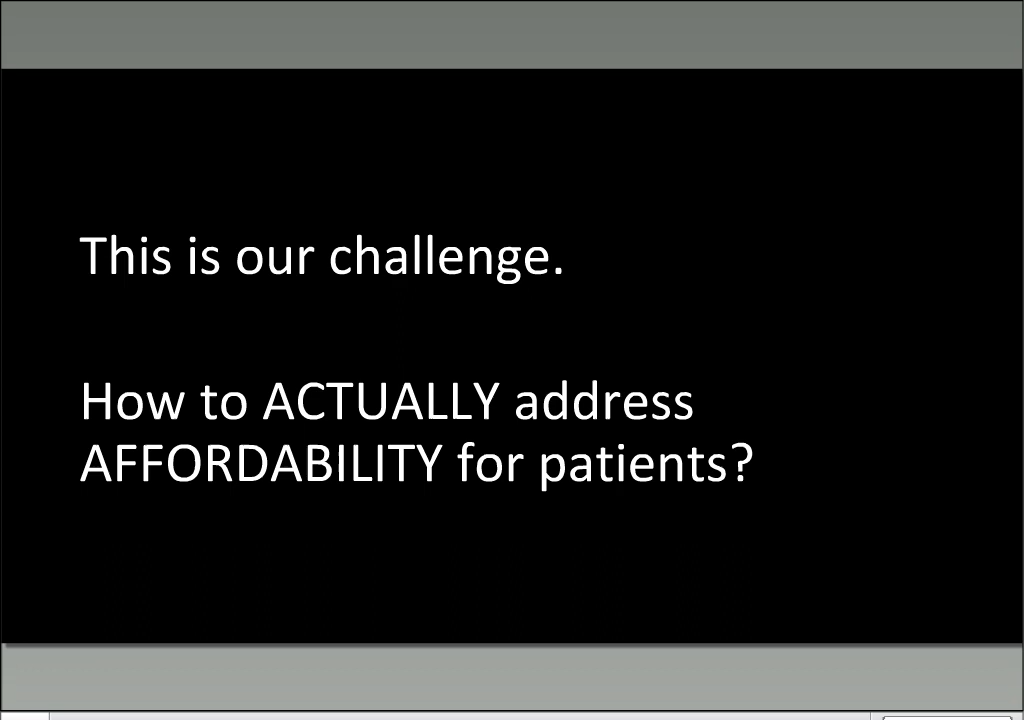 This is our challenge.
How to ACTUALLY address
AFFORDABILITY for patients?